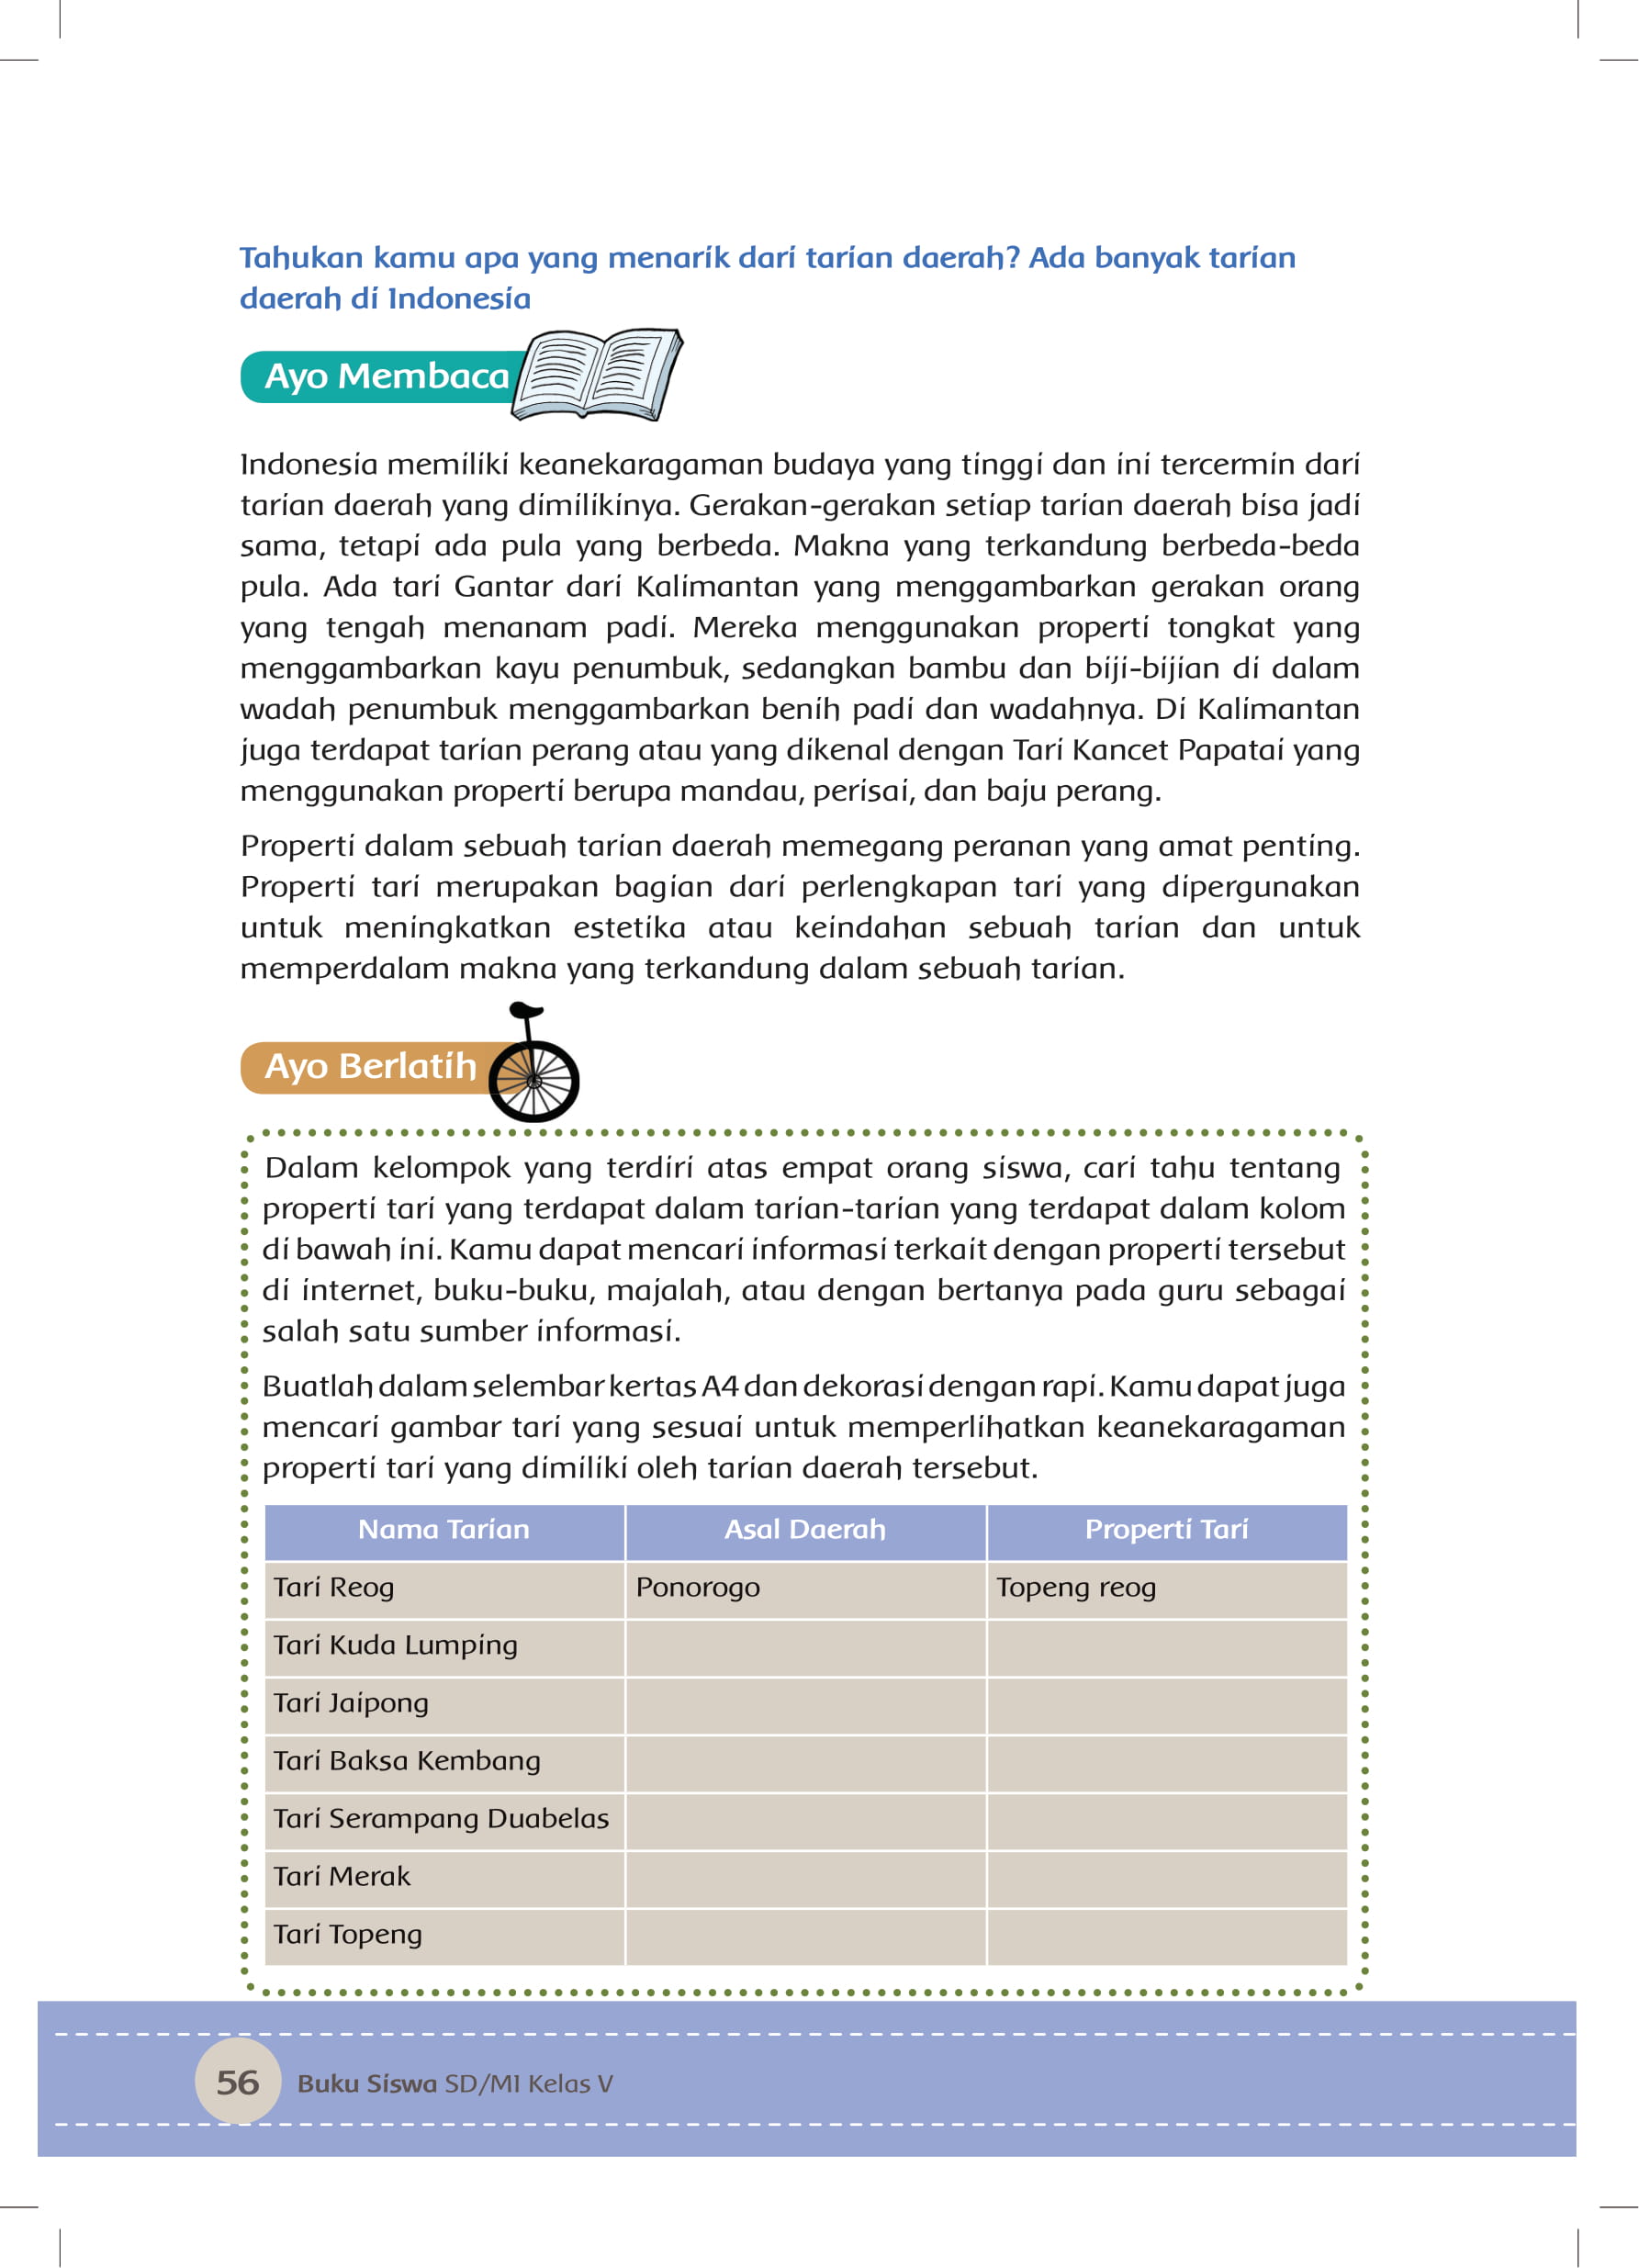 Tahukan kamu apa yang menarik dari tarian daerah? Ada banyak tarian
daerah di Indonesia
Ayo Membaca
Indonesia memiliki keanekaragaman budaya yang tinggi dan ini tercermin dari
tarian daerah yang dimilikinya. Gerakan-gerakan setiap tarian daerah bisa jadi
sama, tetapi ada pula yang berbeda. Makna yang terkandung berbeda-beda
pula. Ada tari Gantar dari Kalimantan yang menggambarkan gerakan orang
yang tengah menanam padi. Mereka menggunakan properti tongkat yang
menggambarkan kayu penumbuk, sedangkan bambu dan biji-bijian di dalam
wadah penumbuk menggambarkan benih padi dan wadahnya. Di Kalimantan
juga terdapat tarian perang atau yang dikenal dengan Tari Kancet Papatai yang
menggunakan properti berupa mandau, perisai, dan baju perang.
Properti dalam sebuah tarian daerah memegang peranan yang amat penting.
Properti tari merupakan bagian dari perlengkapan tari yang dipergunakan
untuk meningkatkan estetika atau keindahan sebuah tarian dan untuk
memperdalam makna yang terkandung dalam sebuah tarian.
Ayo Berlatih
Dalam kelompok yang terdiri atas empat orang siswa, cari tahu tentang
properti tari yang terdapat dalam tarian-tarian yang terdapat dalam kolom
di bawah ini. Kamu dapat mencari informasi terkait dengan properti tersebut
di internet, buku-buku, majalah, atau dengan bertanya pada guru sebagai
salah satu sumber informasi.
Buatlah dalam selembar kertas A4 dan dekorasi dengan rapi. Kamu dapat juga
mencari gambar tari yang sesuai untuk memperlihatkan keanekaragaman
properti tari yang dimiliki oleh tarian daerah tersebut.
Nama Tarian Asal Daerah Properti Tari
Tari Reog Ponorogo Topeng reog
Tari Kuda Lumping
Tari Jaipong
Tari Baksa Kembang
Tari Serampang Duabelas
Tari Merak
Tari Topeng
56 Buku Siswa SD/MI Kelas V